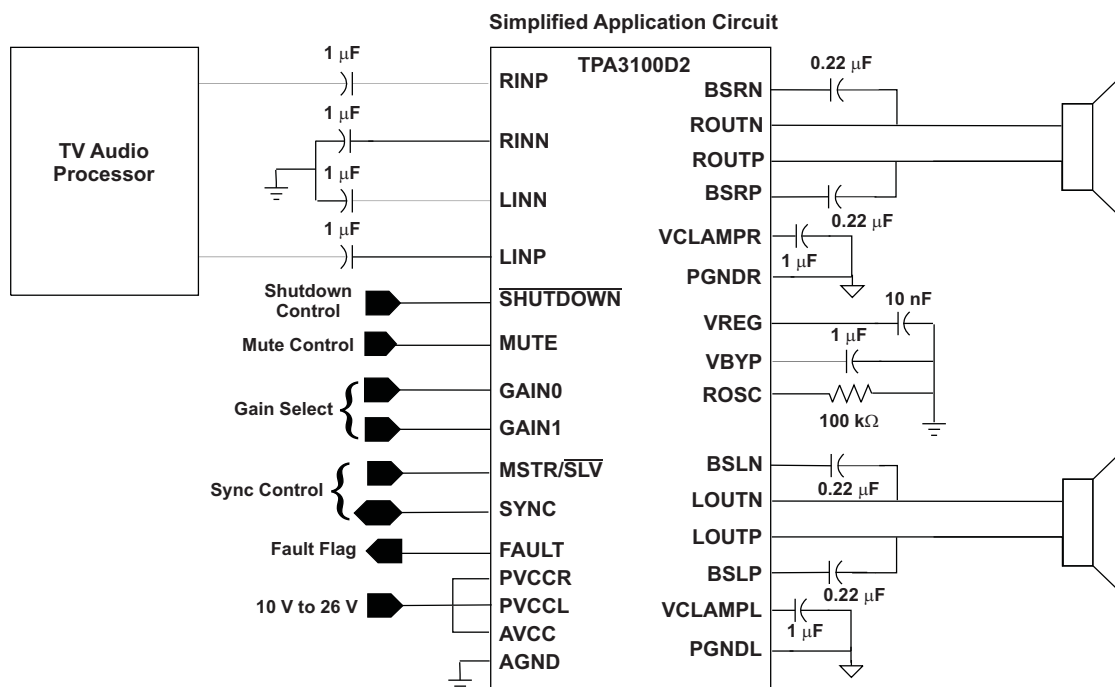 Simplified Application Circuit
TV Audio
Processor
1 μF
1 μF
1 μF
1 μF
Shutdown
Control
Mute Control
Gain Select
{
Sync Control
{
Fault Flag
10 V to 26 V
TPA3100D2
RINP
RINN
LINN
LINP
SHUTDOWN
MUTE
GAIN0
GAIN1
MSTR/SLV
SYNC
FAULT
PVCCR
PVCCL
AVCC
AGND
BSRN
ROUTN
ROUTP
BSRP
VCLAMPR
PGNDR
VREG
VBYP
ROSC
BSLN
LOUTN
LOUTP
BSLP
VCLAMPL
PGNDL
0.22 μF
0.22 μF
1 μF
10 nF
1 μF
100 kΩ
0.22 μF
0.22 μF
1 μF